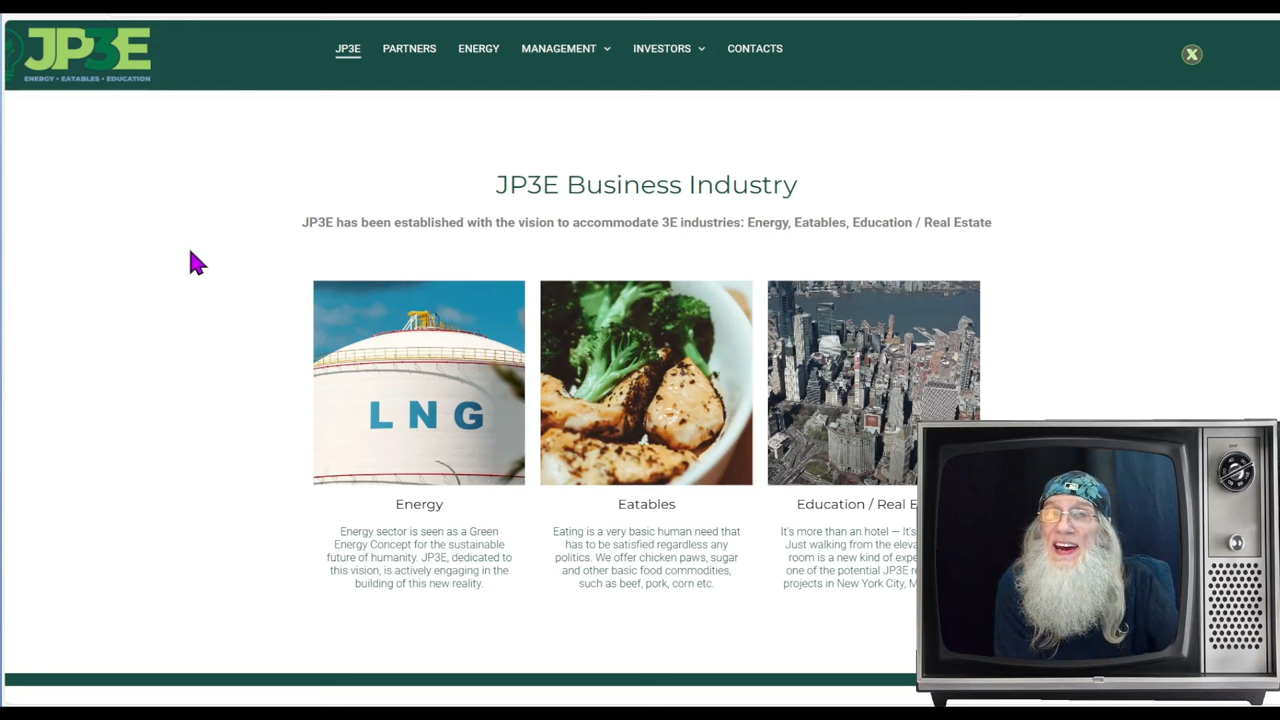 JP3E
ENERGY • EATABLES • EDUCATION
JP3E PARTNERS ENERGY MANAGEMENT INVESTORS CONTACTS
X
JP3E Business Industry
JP3E has been established with the vision to accommodate 3E industries: Energy, Eatables, Education / Real Estate
LNG
Energy
Energy sector is seen as a Green
Energy Concept for the sustainable
future of humanity. JP3E, dedicated to
this vision, is actively engaging in the
building of this new reality.
Eatables
Eating is a very basic human need that
has to be satisfied regardless any
politics. We offer chicken paws, sugar
and other basic food commodities,
such as beef, pork, corn etc.
Education / Real E
It's more than an hotel — It's
Just walking from the eleva
room is a new kind of expe
one of the potential JP3E r
projects in New York City, M